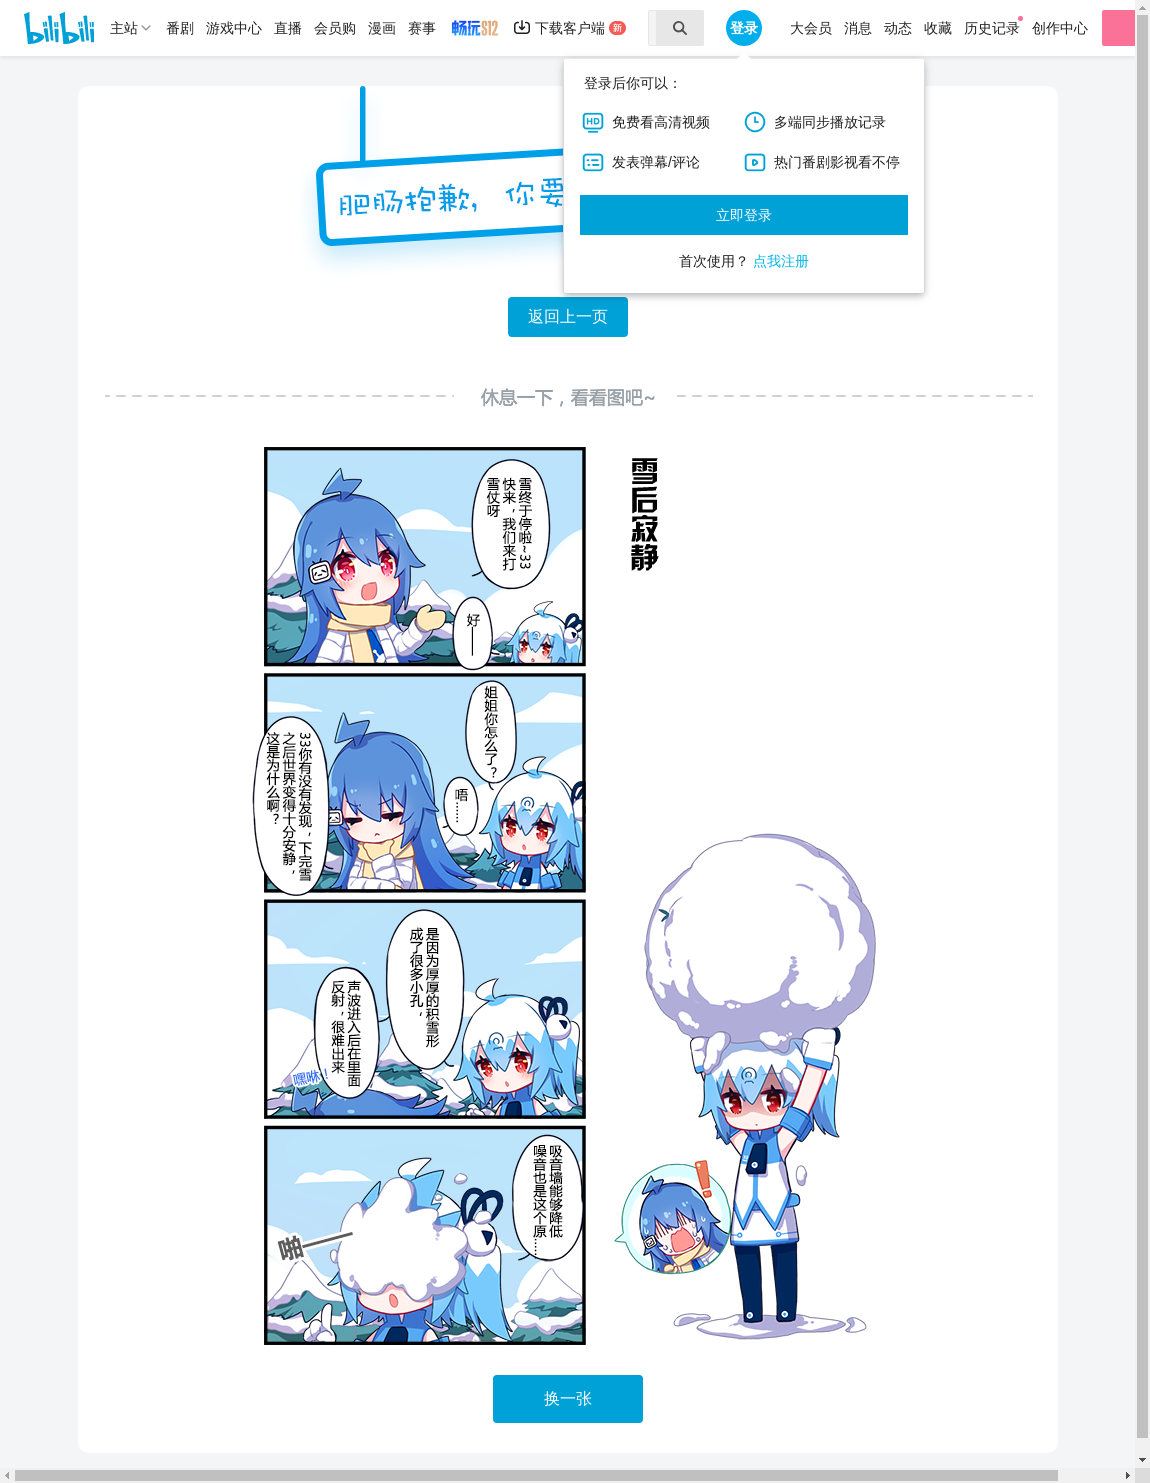 bilibili
主站
番剧
游戏中心
直播
会员购
漫画
赛事
畅玩S12
下载客户端
新
登录
大会员
消息
动态
收藏
历史记录
创作中心
登录后你可以：
免费看高清视频
多端同步播放记录
发表弹幕/评论
热门番剧影视看不停
立即登录
首次使用？ 点我注册
肥肠抱歉，你要
返回上一页
休息一下，看看图吧~
雪后寂静
雪终于停啦~33
快来，我们来打
雪仗呀
好——
姐姐你怎么了？
唔……
33你有没有发现，下完雪
之后世界变得十分安静，
这是为什么啊？
是因为厚厚的积雪形
成了很多小孔，
声波进入后在里面
反射，很难出来
嘿咻！
吸音墙能够降低
噪音也是这个原……
啪——
换一张